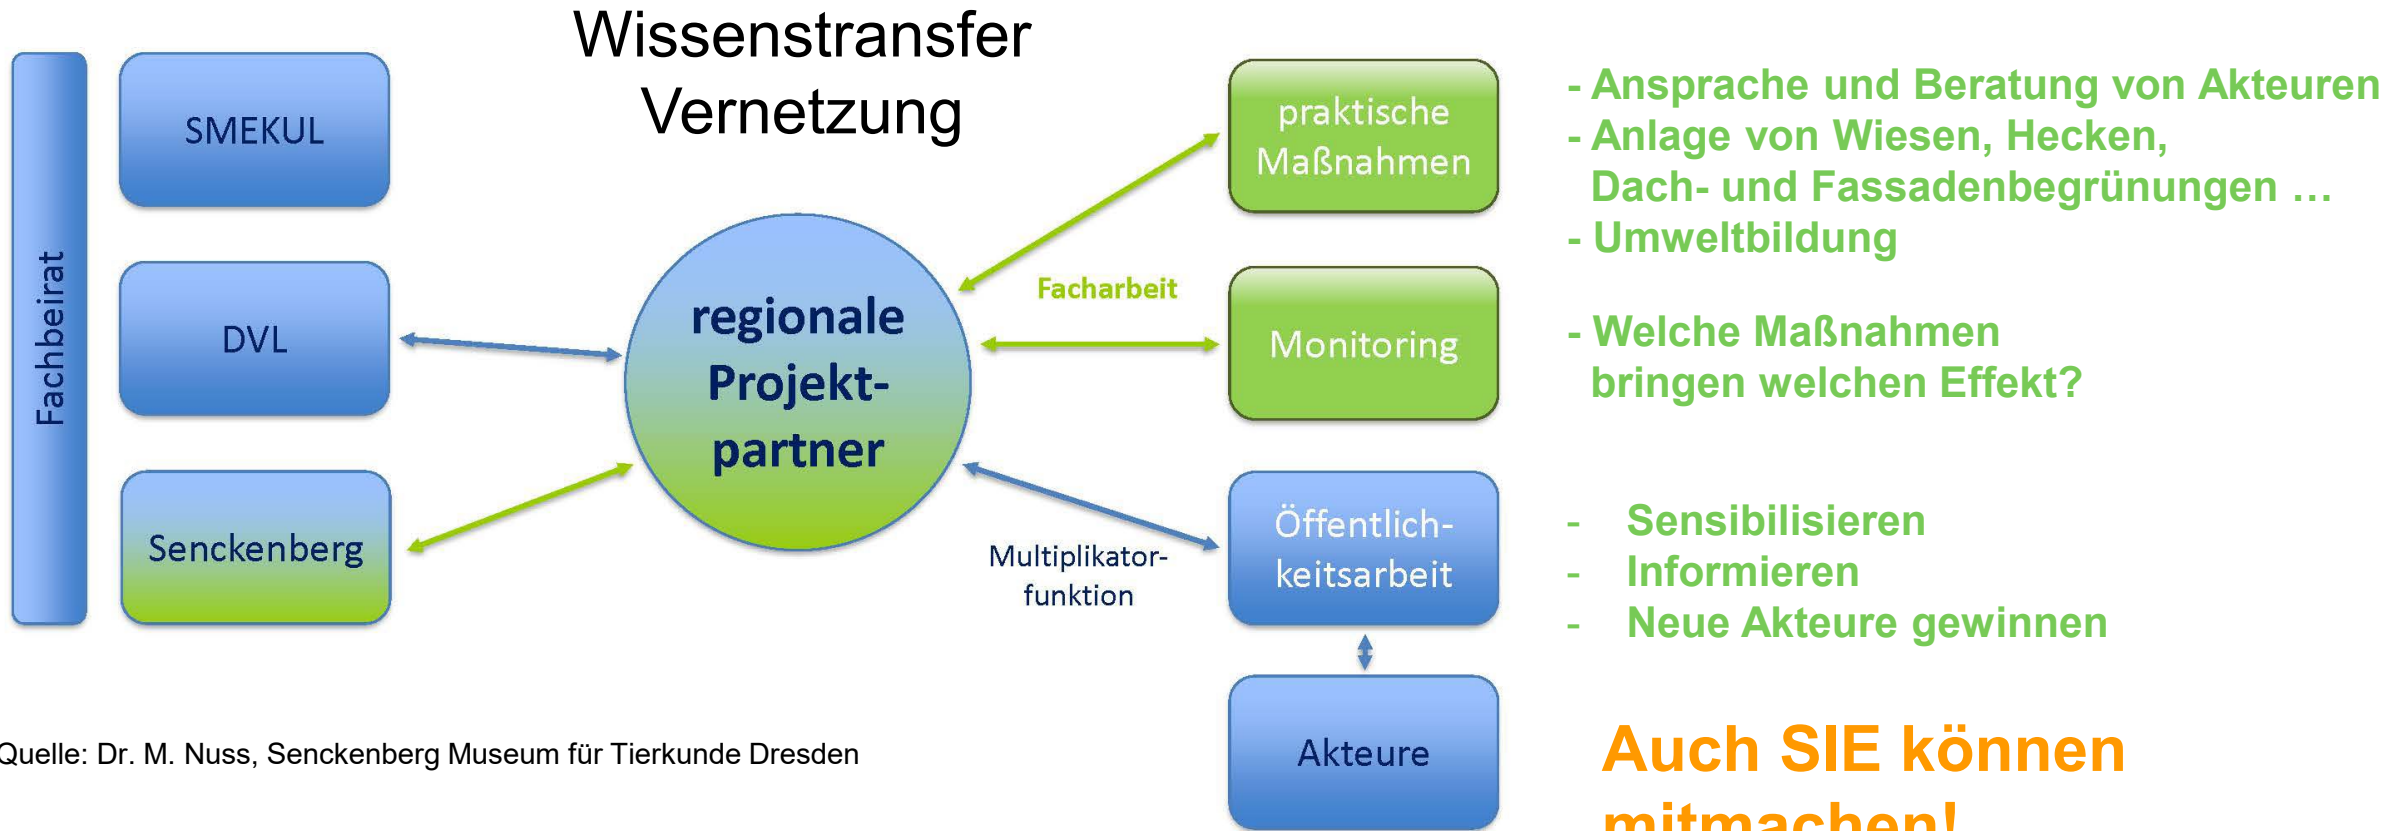 Wissenstransfer
Vernetzung
Fachbeirat
SMEKUL
DVL
Senckenberg
regionale
Projekt-
partner
Facharbeit
Multiplikator-
funktion
praktische
Maßnahmen
Monitoring
Öffentlich-
keitsarbeit
Akteure
- Ansprache und Beratung von Akteuren
- Anlage von Wiesen, Hecken,
Dach- und Fassadenbegrünungen …
- Umweltbildung
- Welche Maßnahmen
bringen welchen Effekt?
- Sensibilisieren
- Informieren
- Neue Akteure gewinnen
Quelle: Dr. M. Nuss, Senckenberg Museum für Tierkunde Dresden
Auch SIE können
mitmachen!